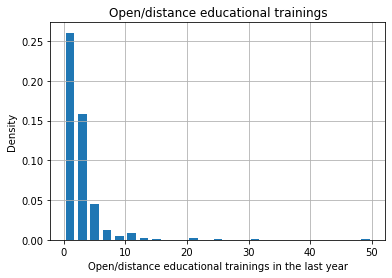 Open/distance educational trainings
0.25
0.20
0.15
0.10
0.05
0.00
Density
0 10 20 30 40 50
Open/distance educational trainings in the last year